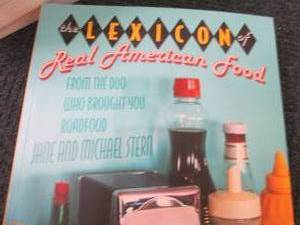 the LEXICON of
Real American Food
FROM THE DUO
WHO BROUGHT YOU
ROADFOOD
JANE AND MICHAEL STERN